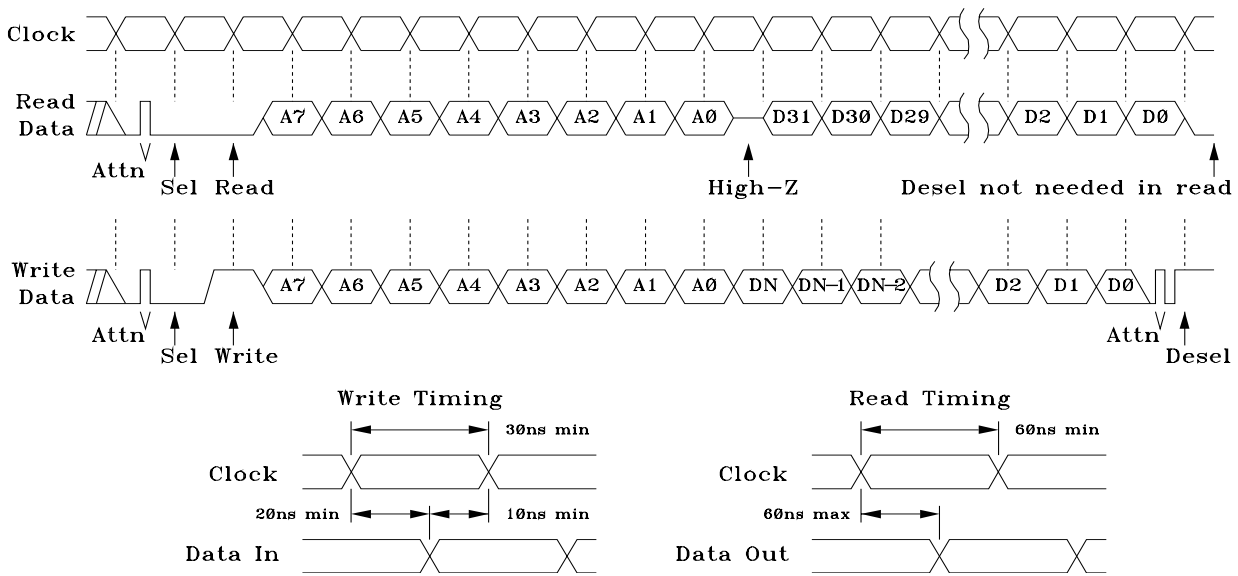 Clock
Read Data A7 A6 A5 A4 A3 A2 A1 A0 D31 D30 D29 D2 D1 D0
Attn Sel Read High-Z Desel not needed in read
Write Data A7 A6 A5 A4 A3 A2 A1 A0 DN DN-1 DN-2 D2 D1 D0
Attn Sel Write Attn Desel
Write Timing Read Timing
30ns min 60ns min
Clock Clock
20ns min 10ns min 60ns max
Data In Data Out